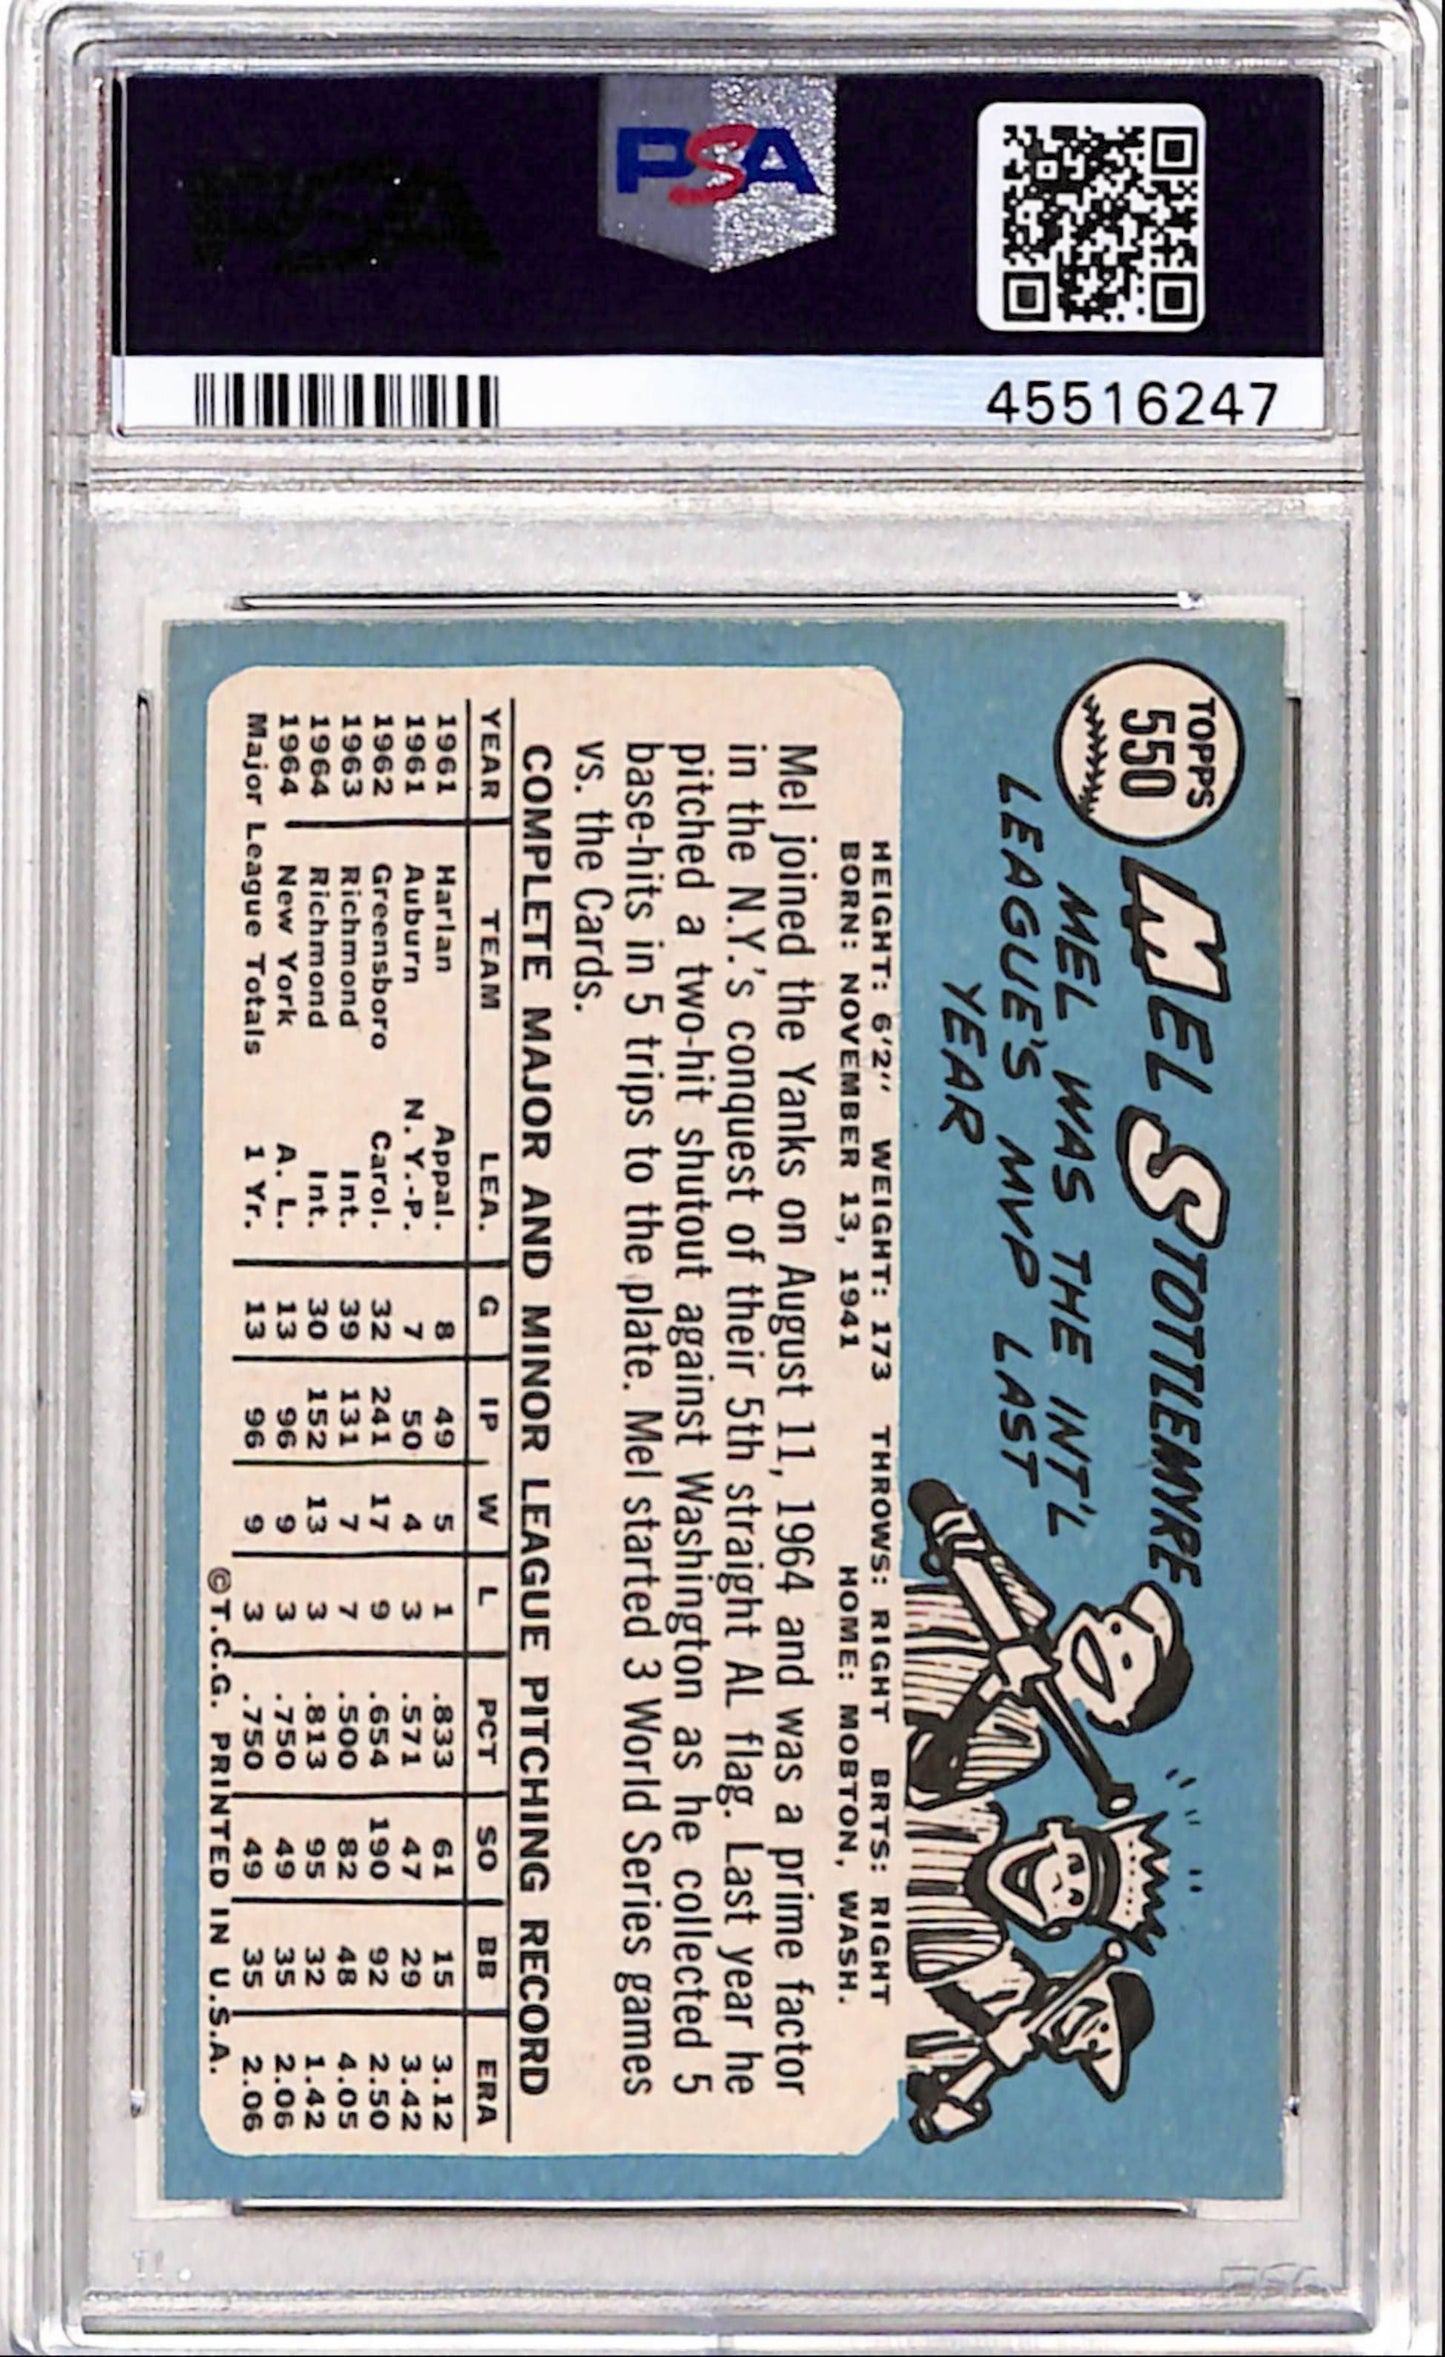 PSA
PSA
45516247
TOPPS
550
MEL STOTTLEMYRE
MEL WAS THE INT'L
LEAGUE'S MVP LAST
YEAR
HEIGHT: 6'2" WEIGHT: 173 THROWS: RIGHT BRTS: RIGHT
BORN: NOVEMBER 13, 1941 HOME: MOBTON, WASH.
Mel joined the Yanks on August 11, 1964 and was a prime factor
in the N.Y.'s conquest of their 5th straight AL flag. Last year he
pitched a two-hit shutout against Washington as he collected 5
base-hits in 5 trips to the plate. Mel started 3 World Series games
vs. the Cards.
COMPLETE MAJOR AND MINOR LEAGUE PITCHING RECORD
YEAR TEAM LEA. G IP W L PCT SO BB ERA
1961 Harlan Appal. 8 49 5 1 .833 61 15 3.12
1961 Auburn N.Y.-P. 7 50 4 3 .571 47 29 3.42
1962 Greensboro Carol. 32 241 17 9 .654 190 92 2.50
1963 Richmond Int. 39 131 7 7 .500 82 48 4.05
1964 Richmond Int. 30 152 13 3 .813 95 32 1.42
1964 New York A. L. 13 96 9 3 .750 49 35 2.06
Major League Totals 1 Yr. 13 96 9 3 .750 49 35 2.06
©T.C.G. PRINTED IN U.S.A.